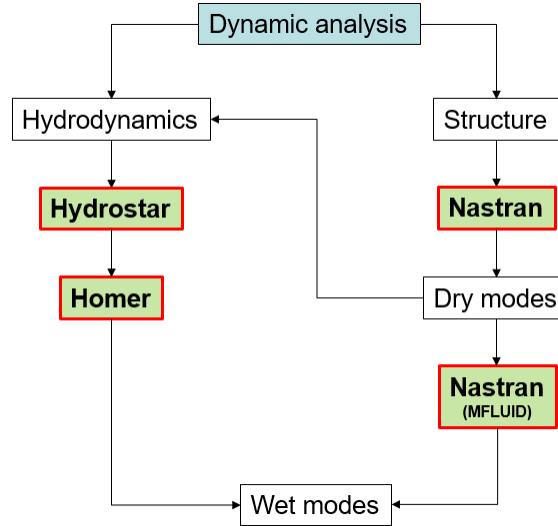 Dynamic analysis
Hydrodynamics
Structure
Hydrostar
Nastran
Homer
Dry modes
Nastran
(MFLUID)
Wet modes